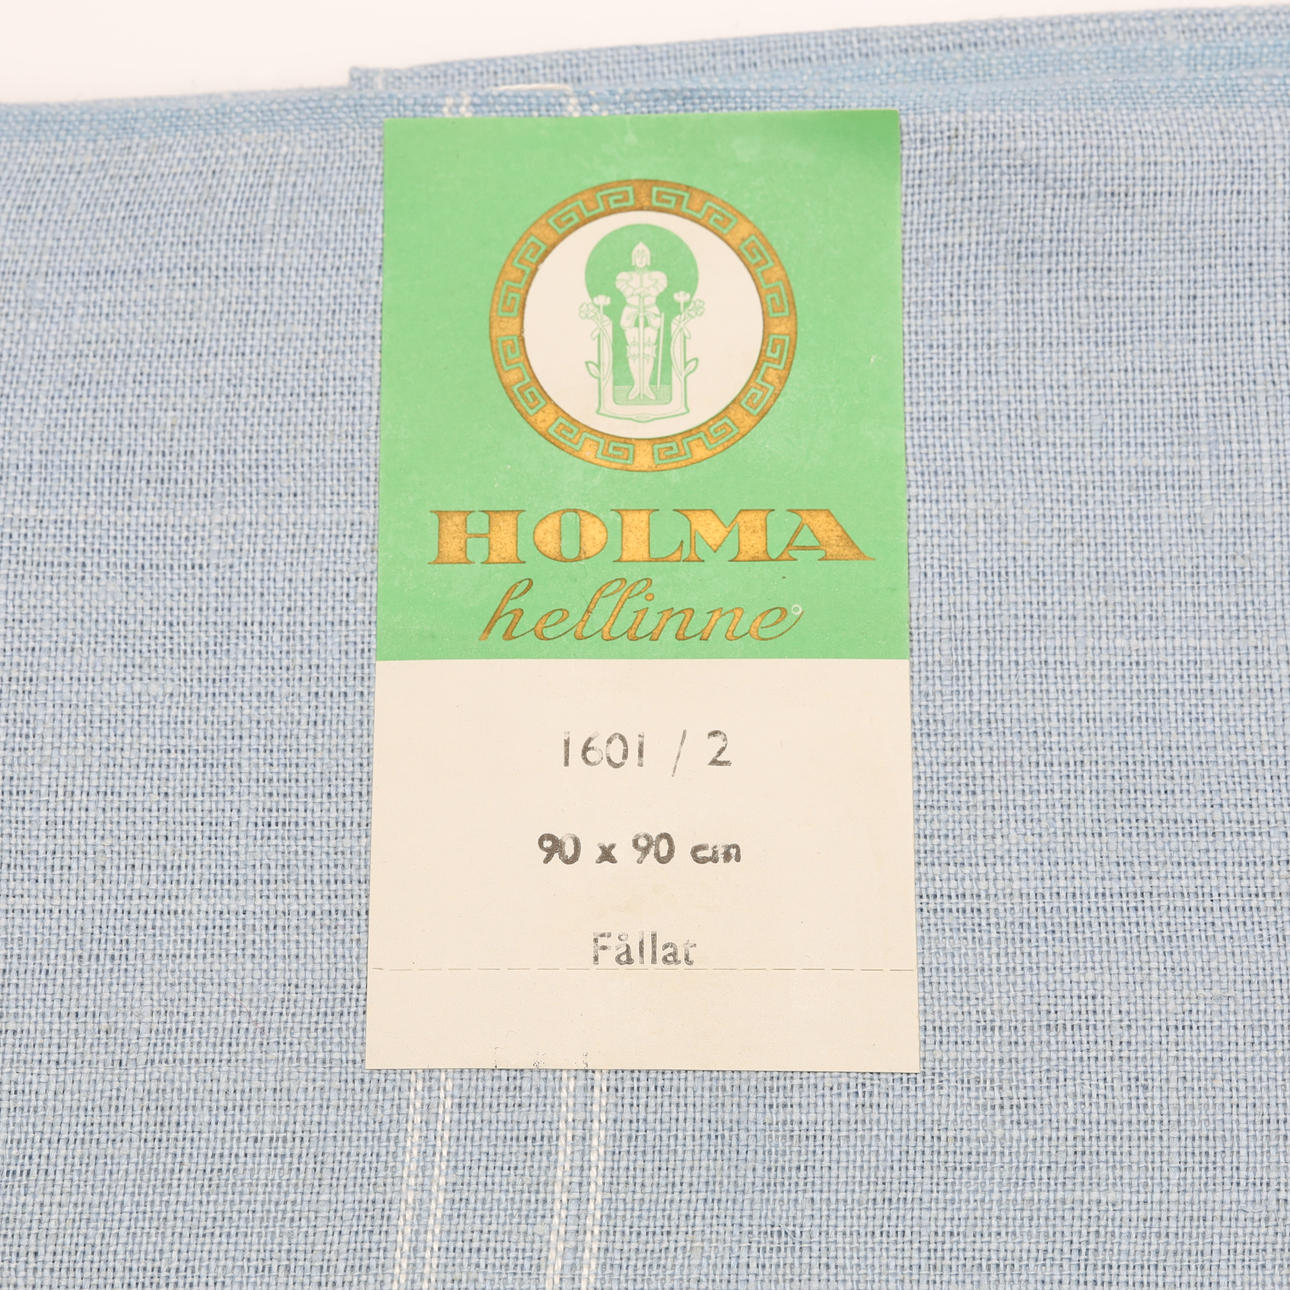 HOLMA
hellinne
1601 / 2
90 x 90 cm
Fållat